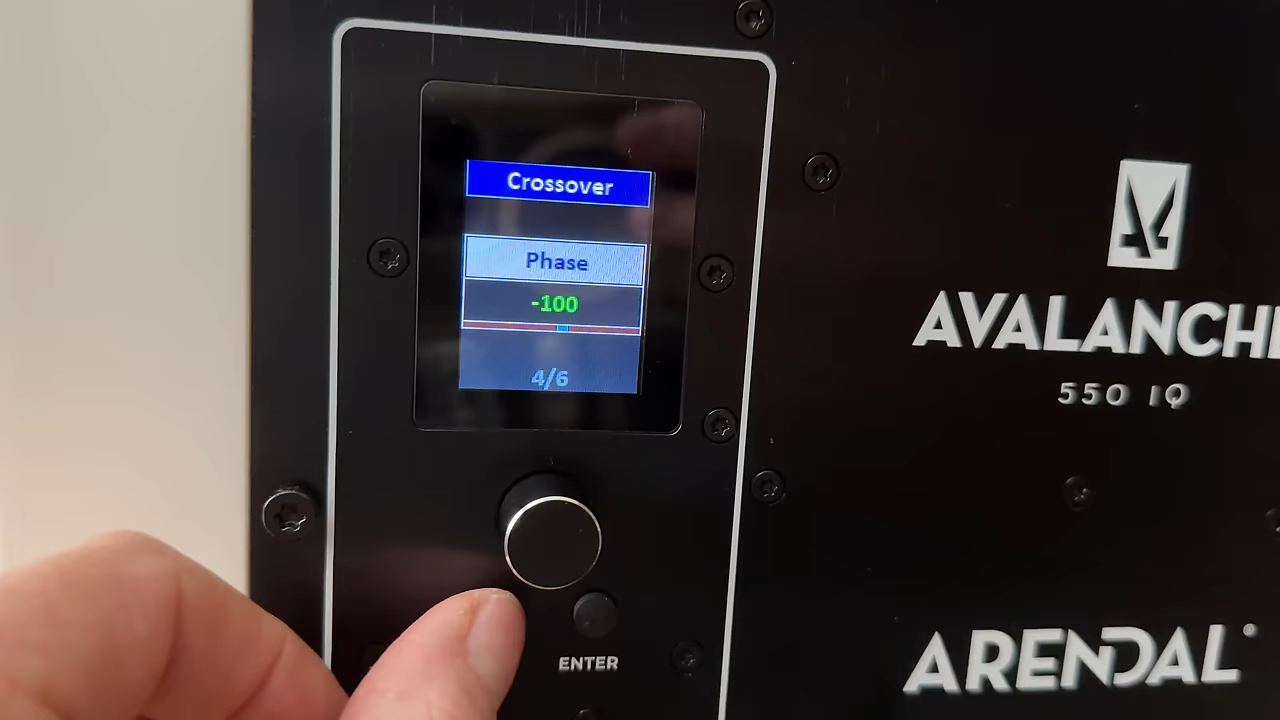 Crossover
Phase
-100
4/6
ENTER
AVALANCHE
550 IQ
ARENDAL®